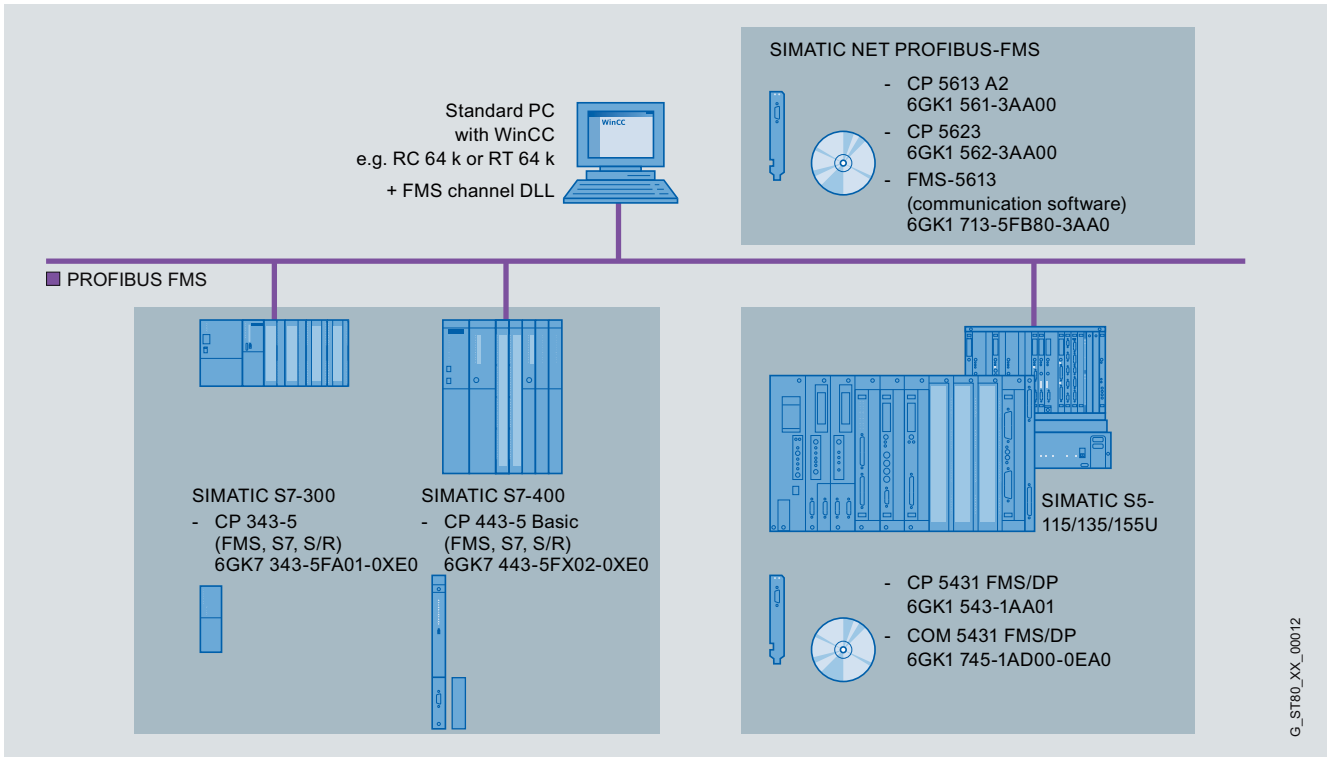 SIMATIC NET PROFIBUS-FMS
- CP 5613 A2
6GK1 561-3AA00
- CP 5623
6GK1 562-3AA00
- FMS-5613
(communication software)
6GK1 713-5FB80-3AA0
Standard PC
with WinCC
e.g. RC 64 k or RT 64 k
+ FMS channel DLL
WinCC
PROFIBUS FMS
SIMATIC S7-300
- CP 343-5
(FMS, S7, S/R)
6GK7 343-5FA01-0XE0
SIMATIC S7-400
- CP 443-5 Basic
(FMS, S7, S/R)
6GK7 443-5FX02-0XE0
SIMATIC S5-
115/135/155U
- CP 5431 FMS/DP
6GK1 543-1AA01
- COM 5431 FMS/DP
6GK1 745-1AD00-0EA0
G_ST80_XX_00012